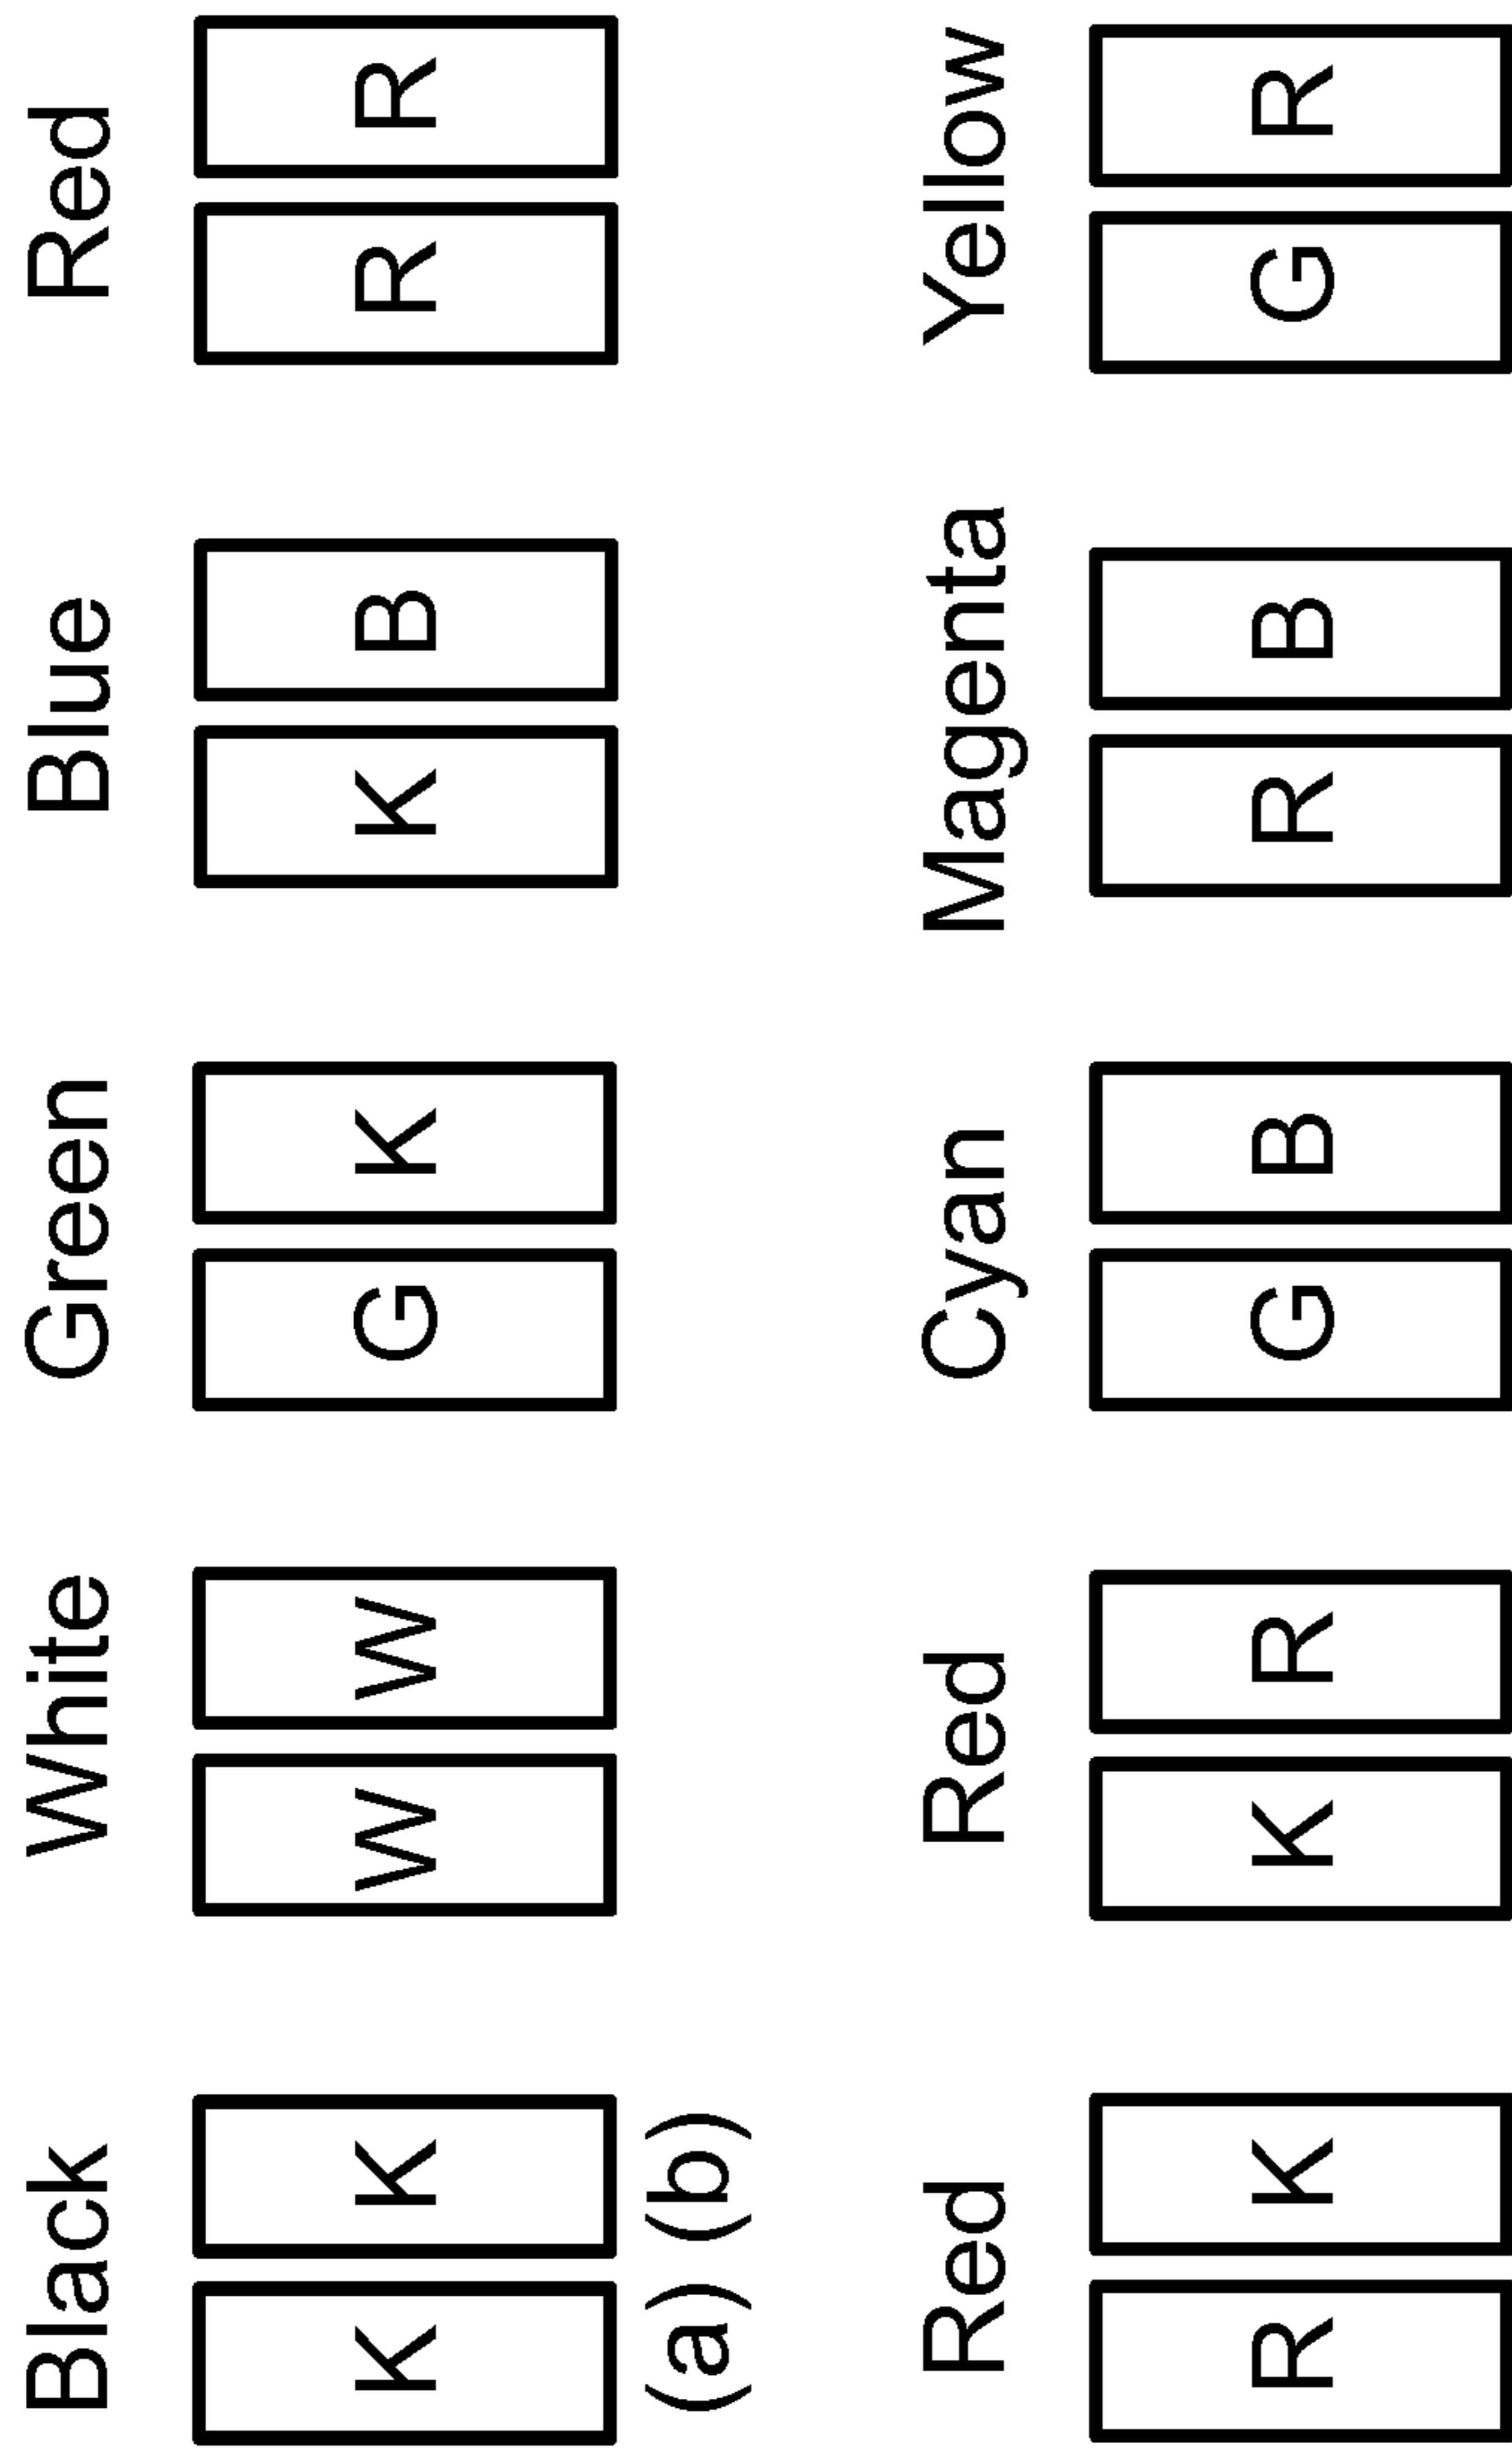 Black White Green Blue Red
K K W W G K K B R R
(a) (b)
Red Red Cyan Magenta Yellow
R K K R G B R B G R